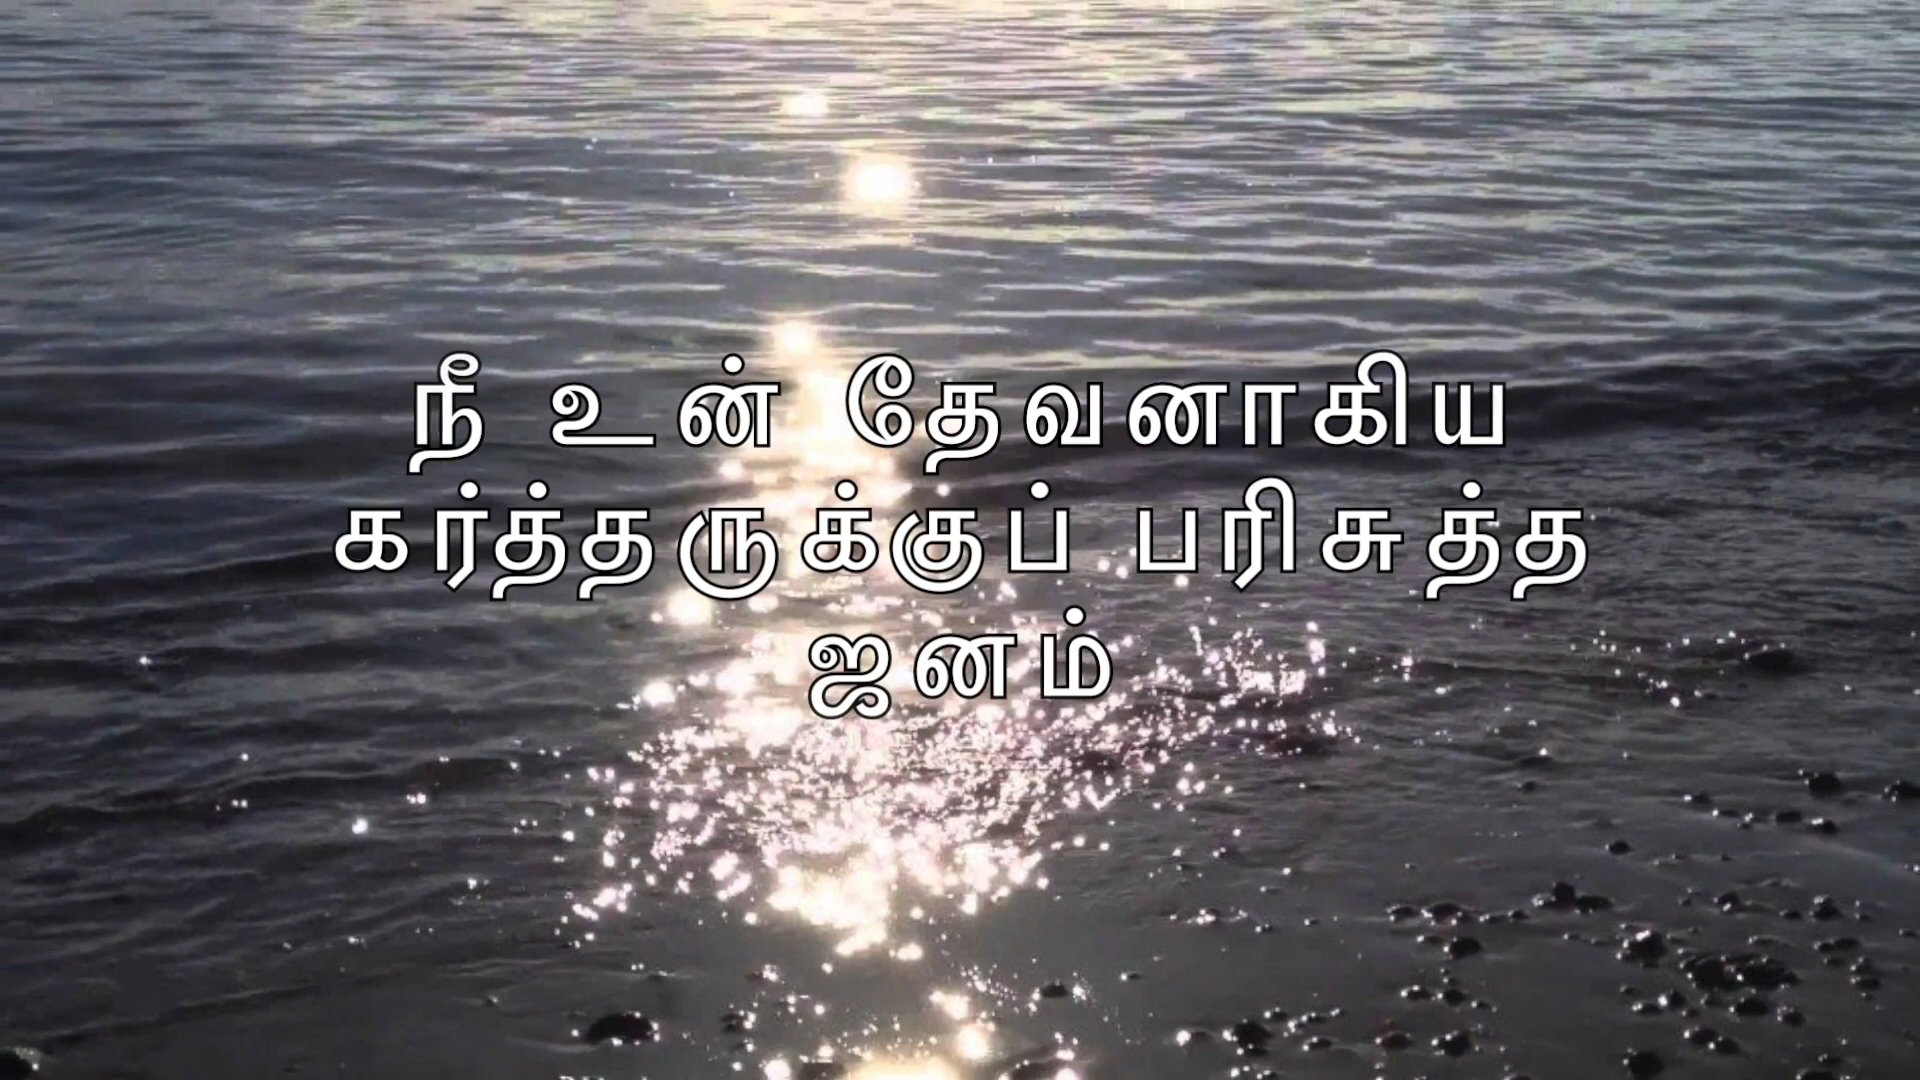 நீ உன் தேவனாகிய
கர்த்தருக்குப் பரிசுத்த
ஜனம்